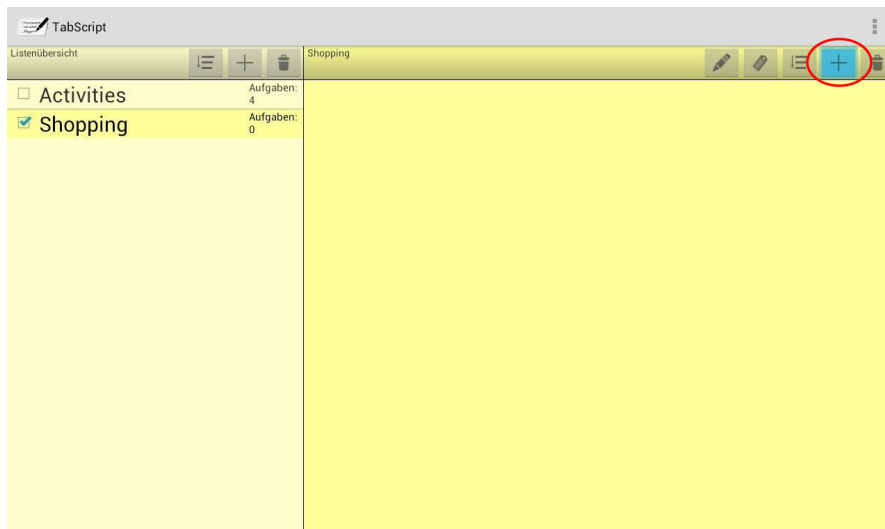 TabScript
Listenübersicht
Shopping
Activities
Aufgaben:
4
Shopping
Aufgaben:
0